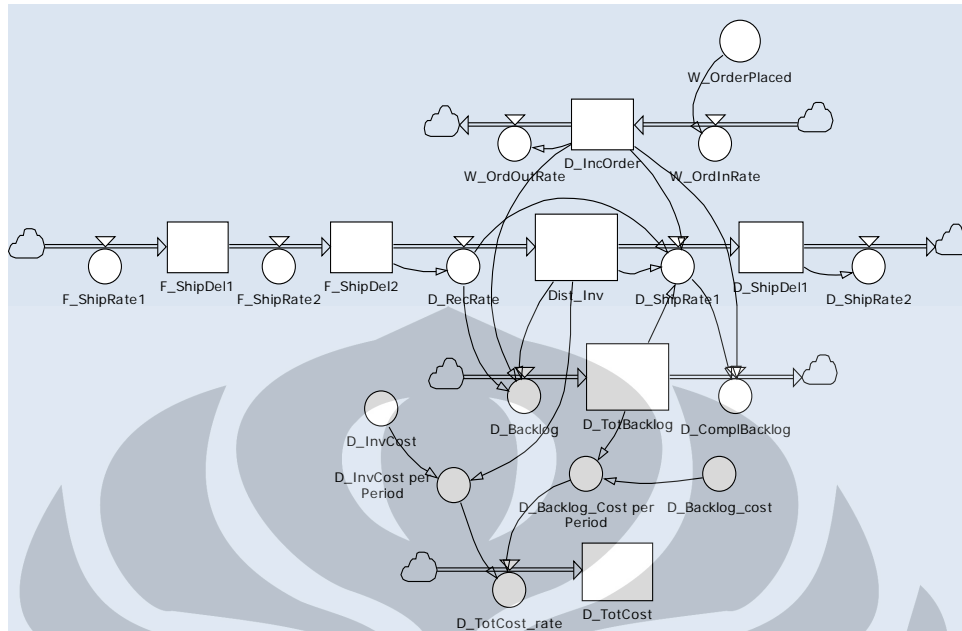 W_OrderPlaced
D_IncOrder
W_OrdOutRate
W_OrdInRate
F_ShipRate1
F_ShipDel1
F_ShipRate2
F_ShipDel2
D_RecRate
Dist_Inv
D_ShipRate1
D_ShipDel1
D_ShipRate2
D_InvCost
D_Backlog
D_TotBacklog
D_ComplBacklog
D_InvCost per
Period
D_Backlog_Cost per
Period
D_Backlog_cost
D_TotCost_rate
D_TotCost